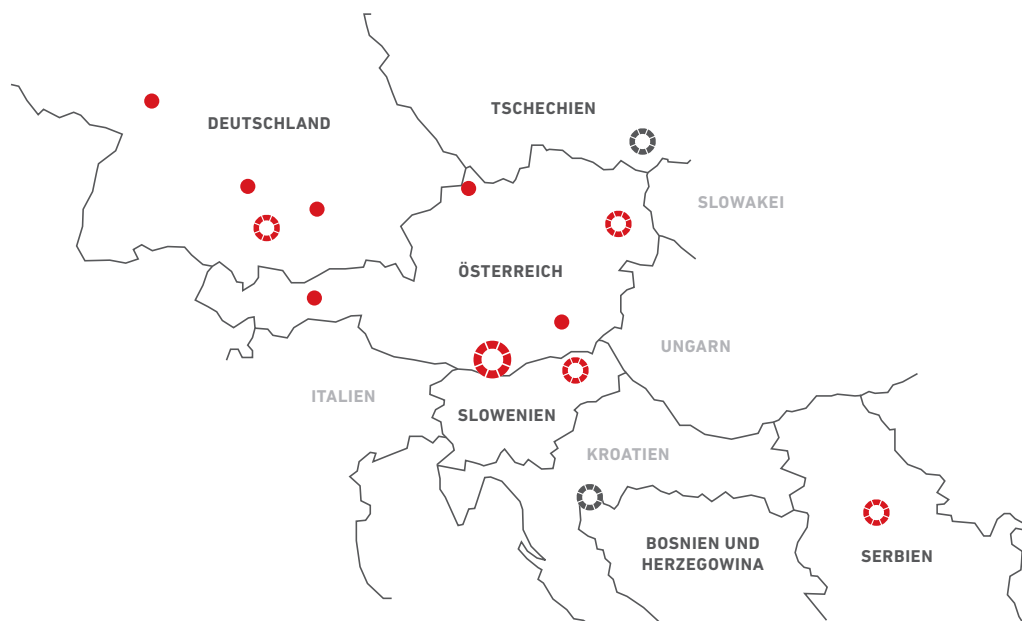 TSCHECHIEN
DEUTSCHLAND
SLOWAKEI
ÖSTERREICH
UNGARN
ITALIEN
SLOWENIEN
KROATIEN
BOSNIEN UND
HERZEGOWINA
SERBIEN